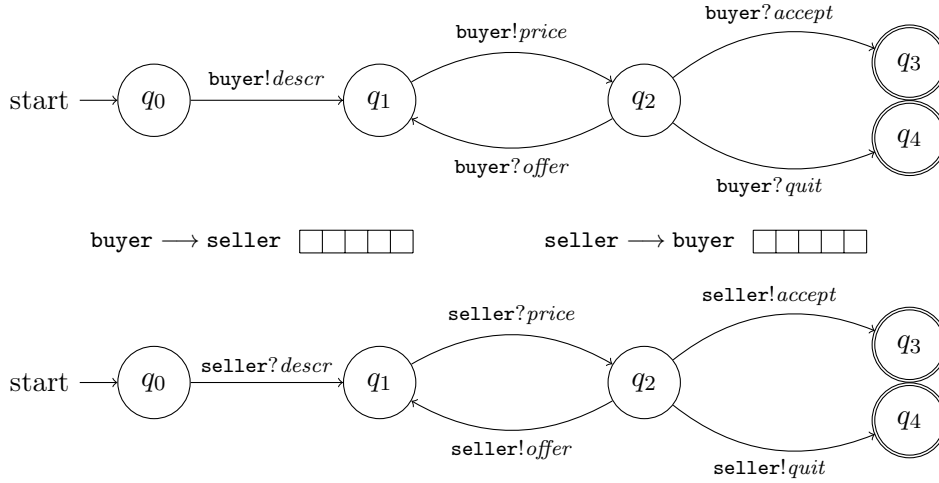 buyer?accept
buyer!price
q3
buyer!descr
start q0 q1 q2
q4
buyer?offer
buyer?quit
buyer → seller seller → buyer
seller!accept
seller?price
q3
seller?descr
start q0 q1 q2
q4
seller!offer
seller!quit